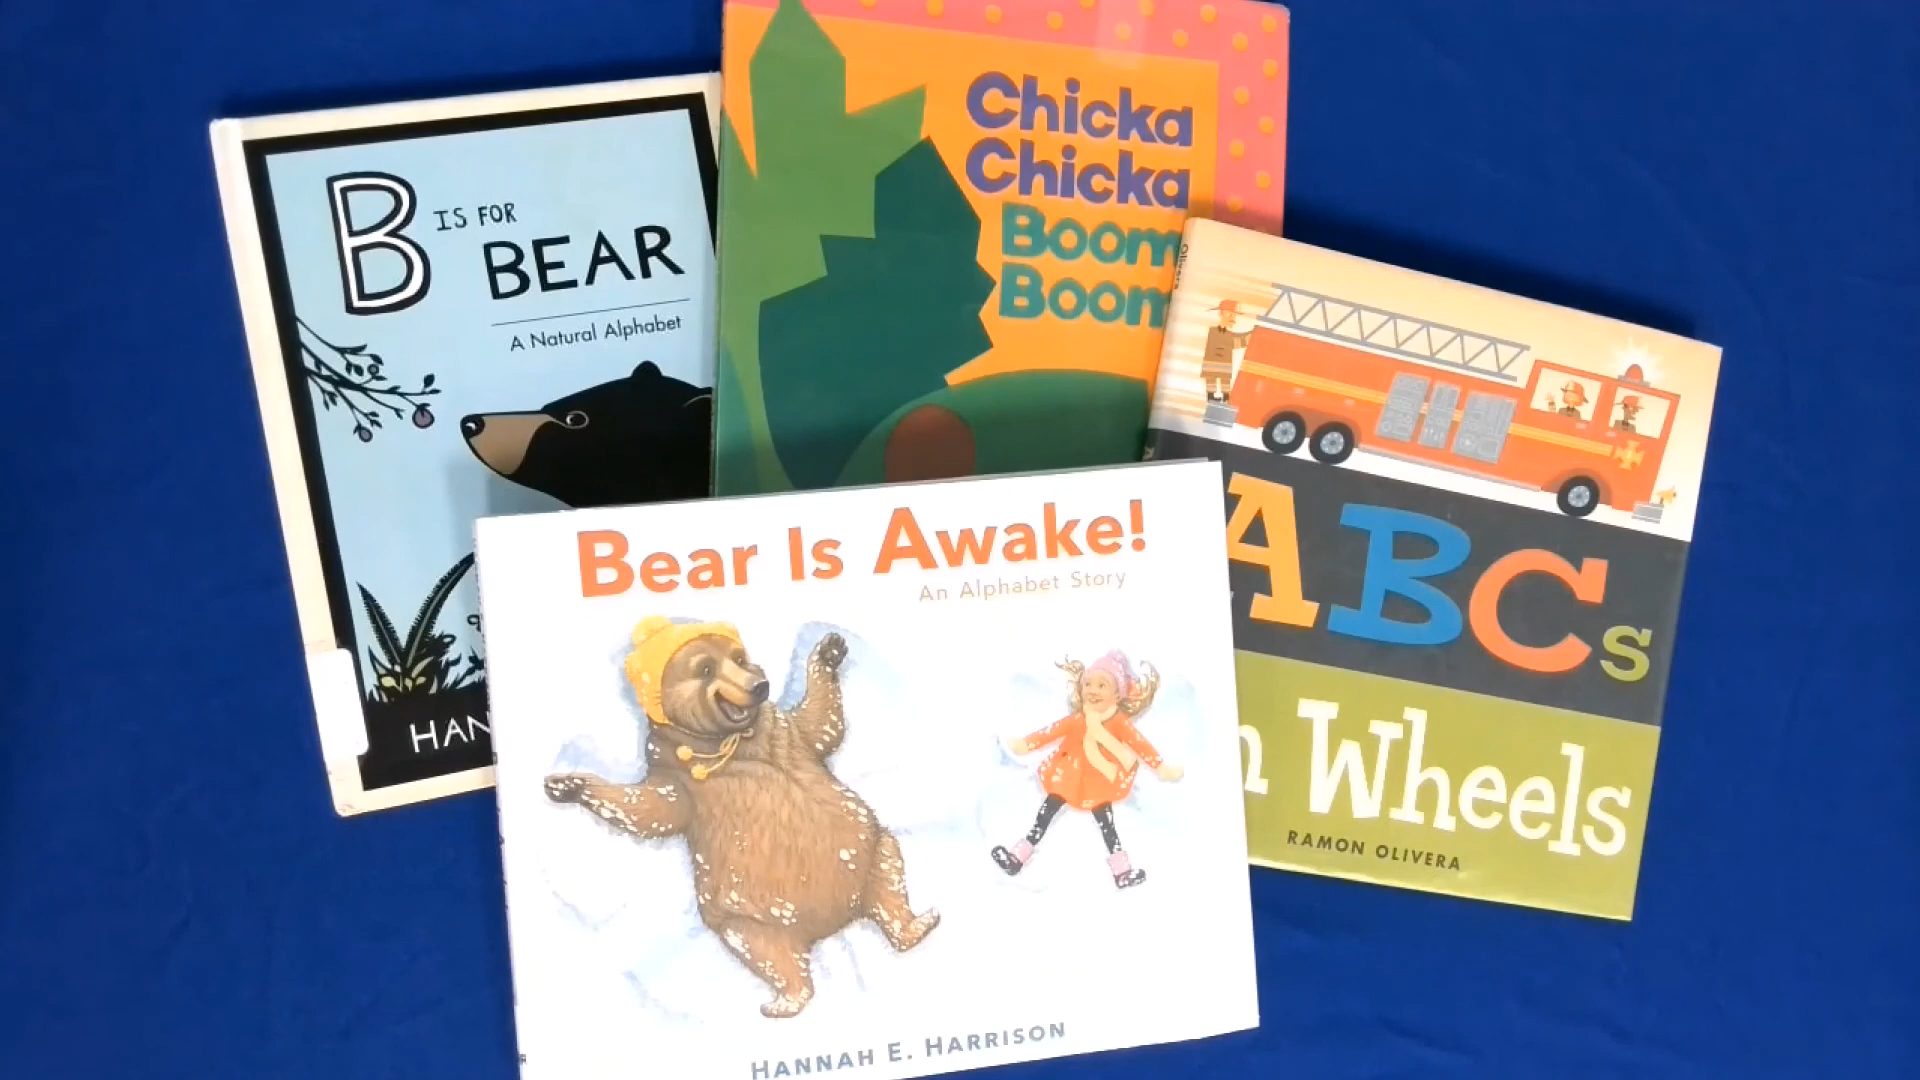 B IS FOR
BEAR
A Natural Alphabet
HAN
Chicka
Chicka
Boom
Boom
ABCs
n Wheels
RAMON OLIVERA
Bear Is Awake!
An Alphabet Story
HANNAH E. HARRISON